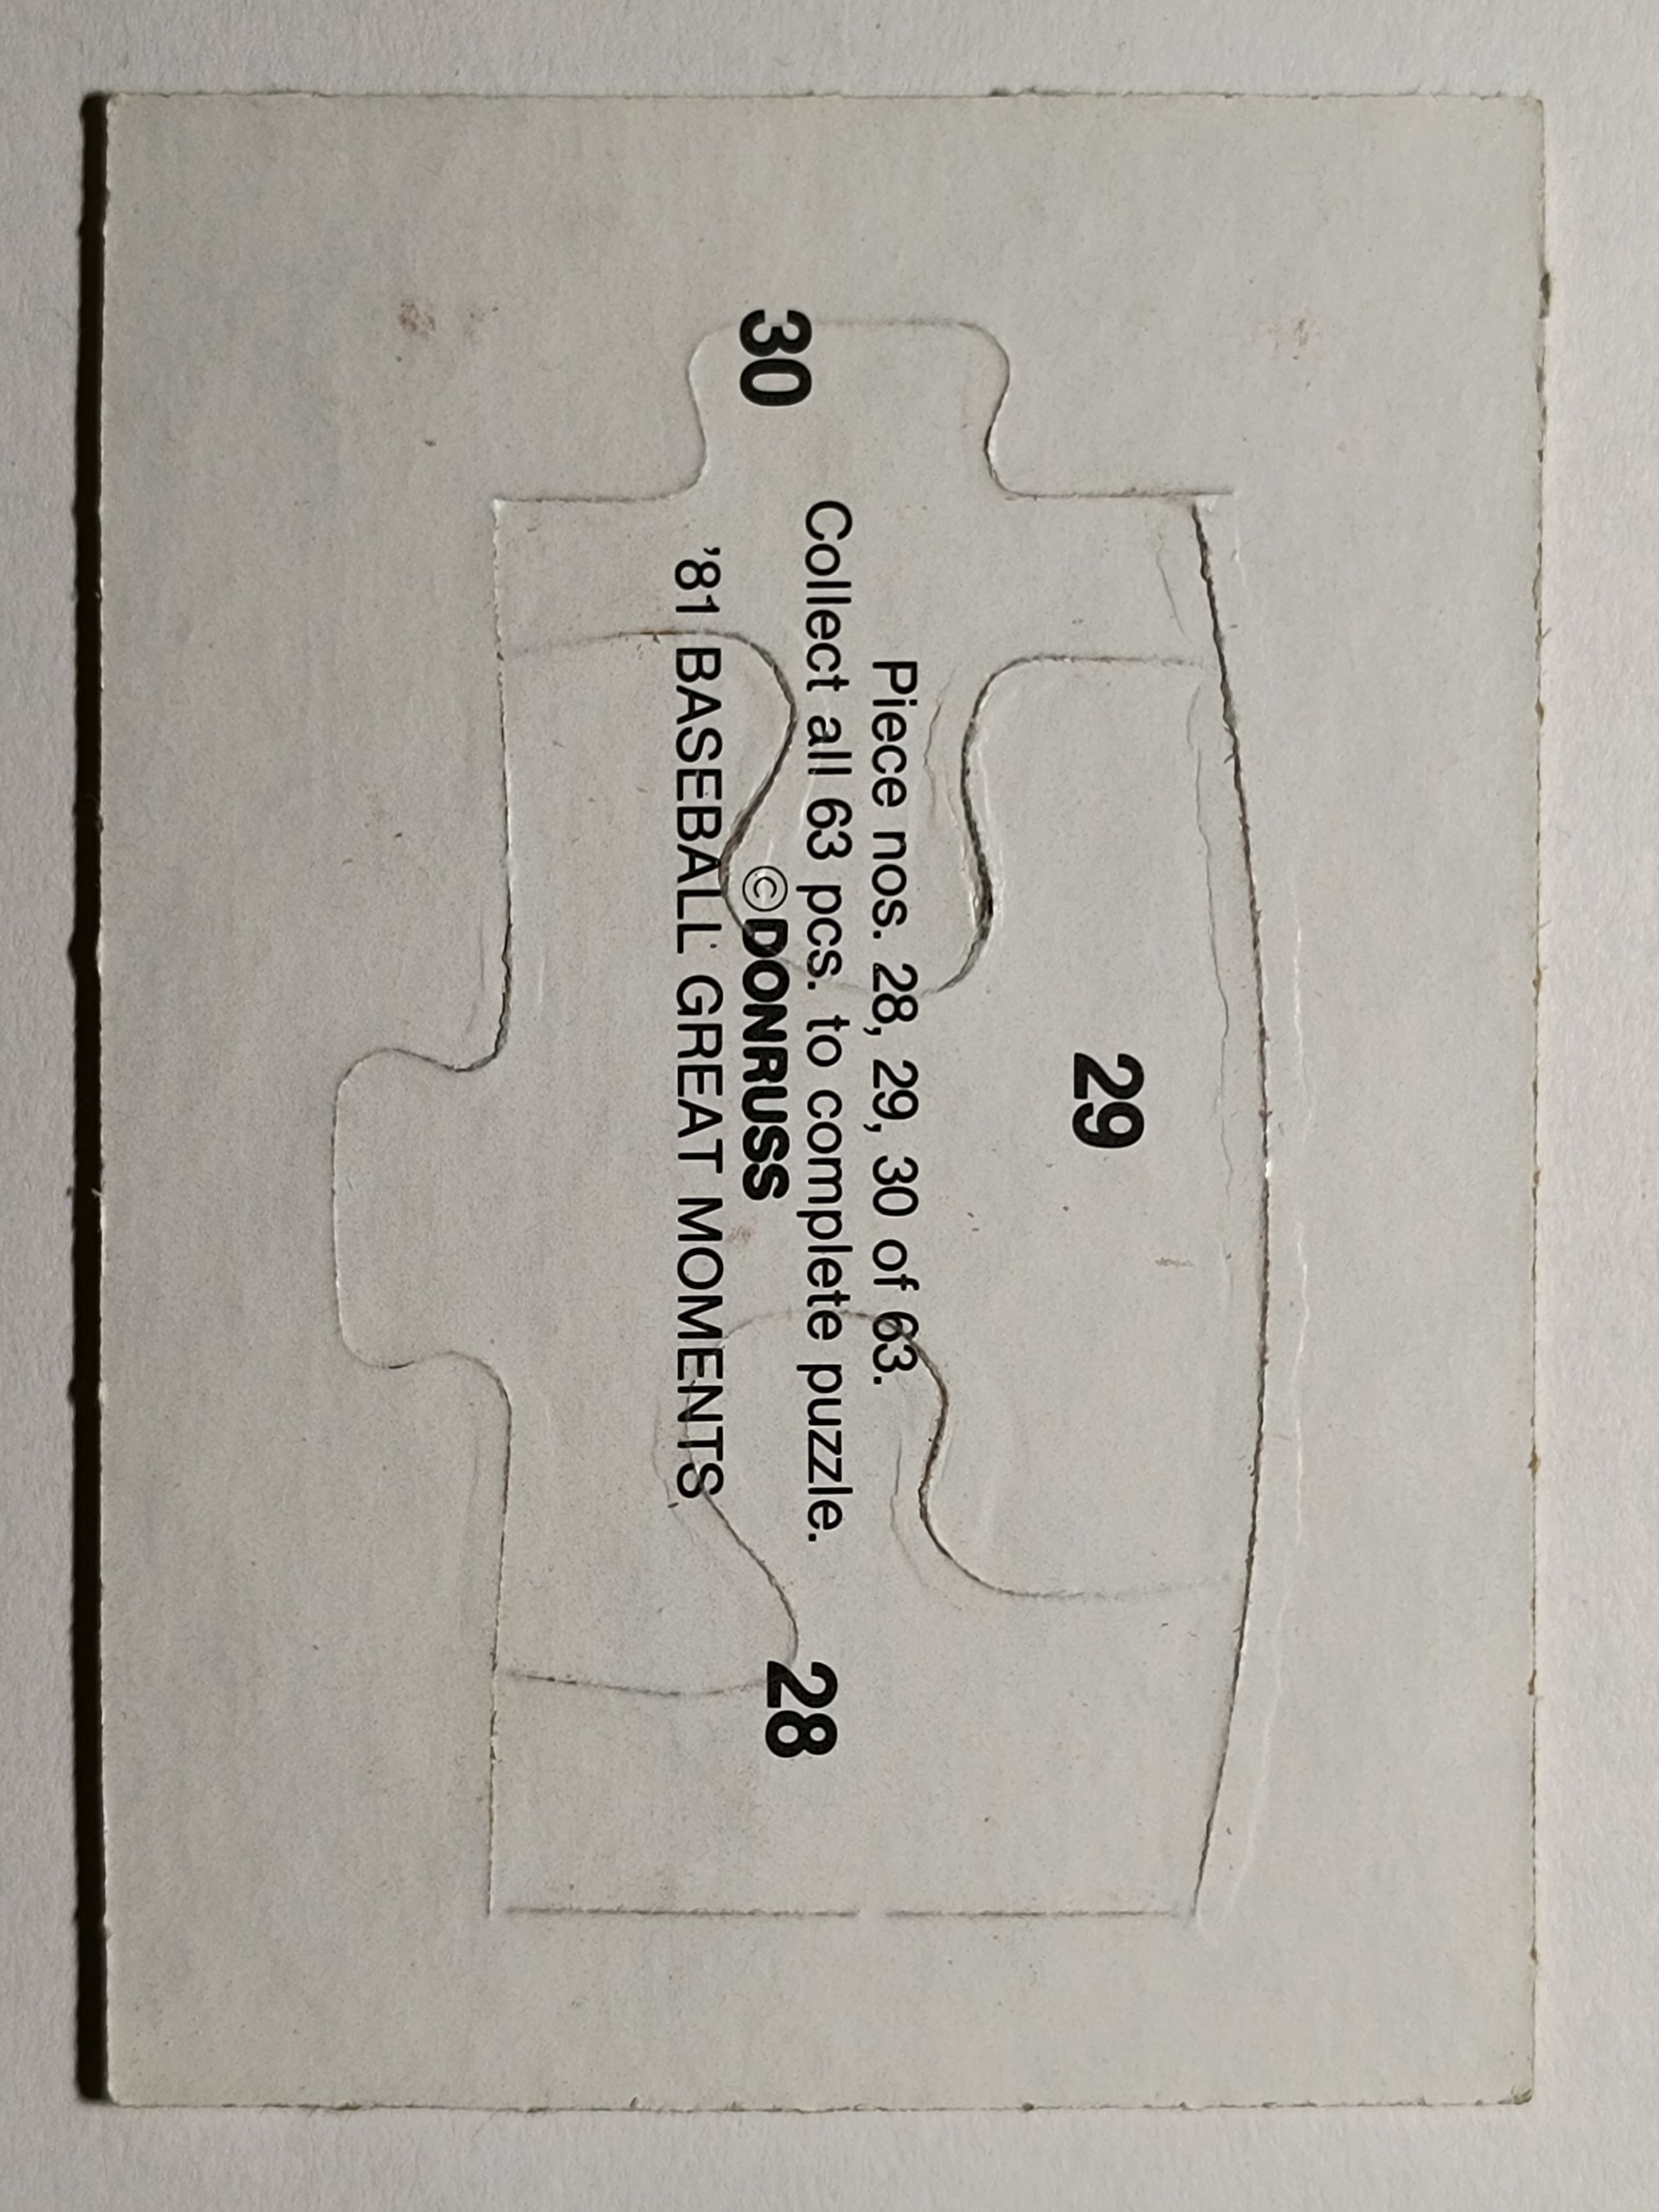 29
Piece nos. 28, 29, 30 of 63.
Collect all 63 pcs. to complete puzzle.
30
28
©DONRUSS
'81 BASEBALL GREAT MOMENTS